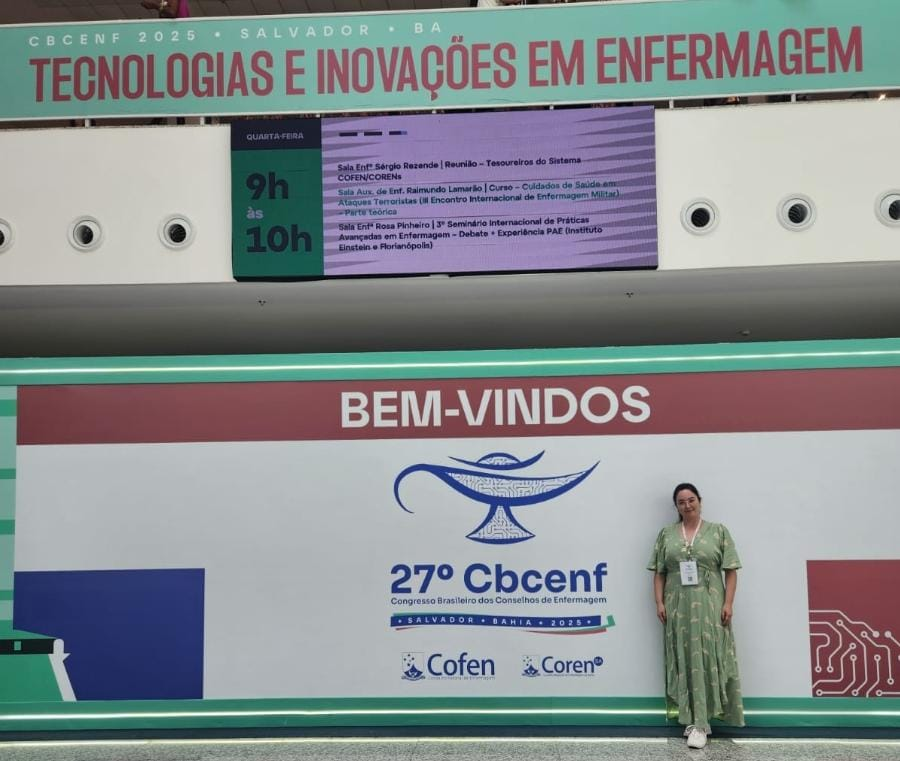 CBCENF 2025 • SALVADOR • BA
TECNOLOGIAS E INOVAÇÕES EM ENFERMAGEM
QUARTA-FEIRA
9h
às
10h
Sala Enfº Sérgio Rezende | Reunião – Tesoureiros do Sistema
COFEN/CORENs
Sala Aux. de Enf. Raimundo Lamarão | Curso – Cuidados de Saúde em
Ataques Terroristas (III Encontro Internacional de Enfermagem Militar)
– Parte teórica
Sala Enfª Rosa Pinheiro | 3º Seminário Internacional de Práticas
Avançadas em Enfermagem – Debate + Experiência PAE (Instituto
Einstein e Florianópolis)
BEM-VINDOS
27º Cbcenf
Congresso Brasileiro dos Conselhos de Enfermagem
• SALVADOR • BAHIA • 2025 •
Cofen
Coren BA